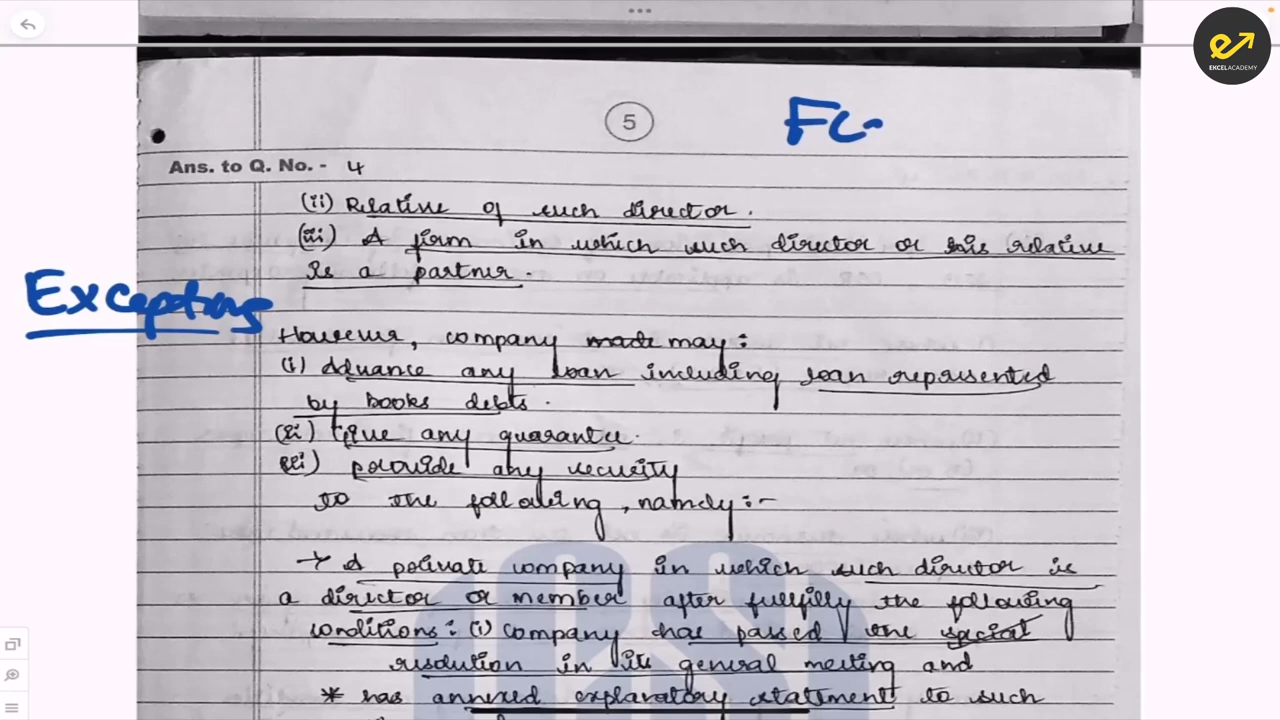 EXCELACADEMY
5
FC-
Ans. to Q. No. - 4
(ii) Relative of such director.
(iii) A firm in which such director or his relative
is a partner.
Exceptions
However, company made may:
(i) Advance any loan including loan represented
by books debts.
(ii) Give any guarantee.
(iii) provide any security
to the following, namely :-
→ A private company in which such director is
a director or member after fullfilly the following
conditions: (i) company has passed the special
resolution in its general meeting and
* has annexed explanatory statement to such